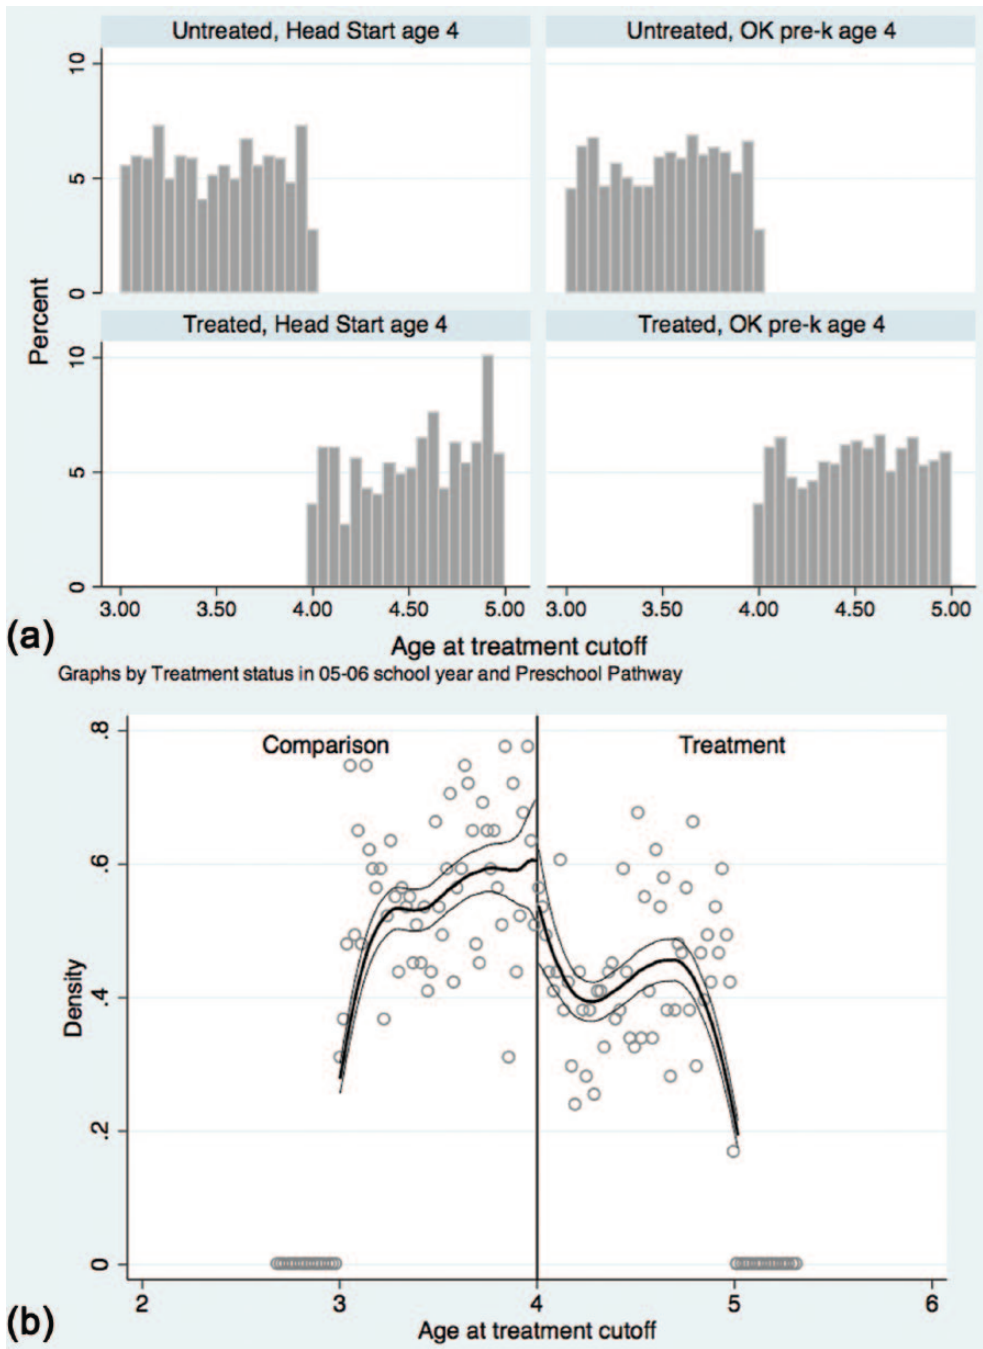 Untreated, Head Start age 4
Untreated, OK pre-k age 4
10
5
0
Percent
Treated, Head Start age 4
Treated, OK pre-k age 4
10
5
0
3.00 3.50 4.00 4.50 5.00
3.00 3.50 4.00 4.50 5.00
(a)
Age at treatment cutoff
Graphs by Treatment status in 05-06 school year and Preschool Pathway
Comparison
Treatment
Density
.8
.6
.4
.2
0
2 3 4 5 6
(b)
Age at treatment cutoff